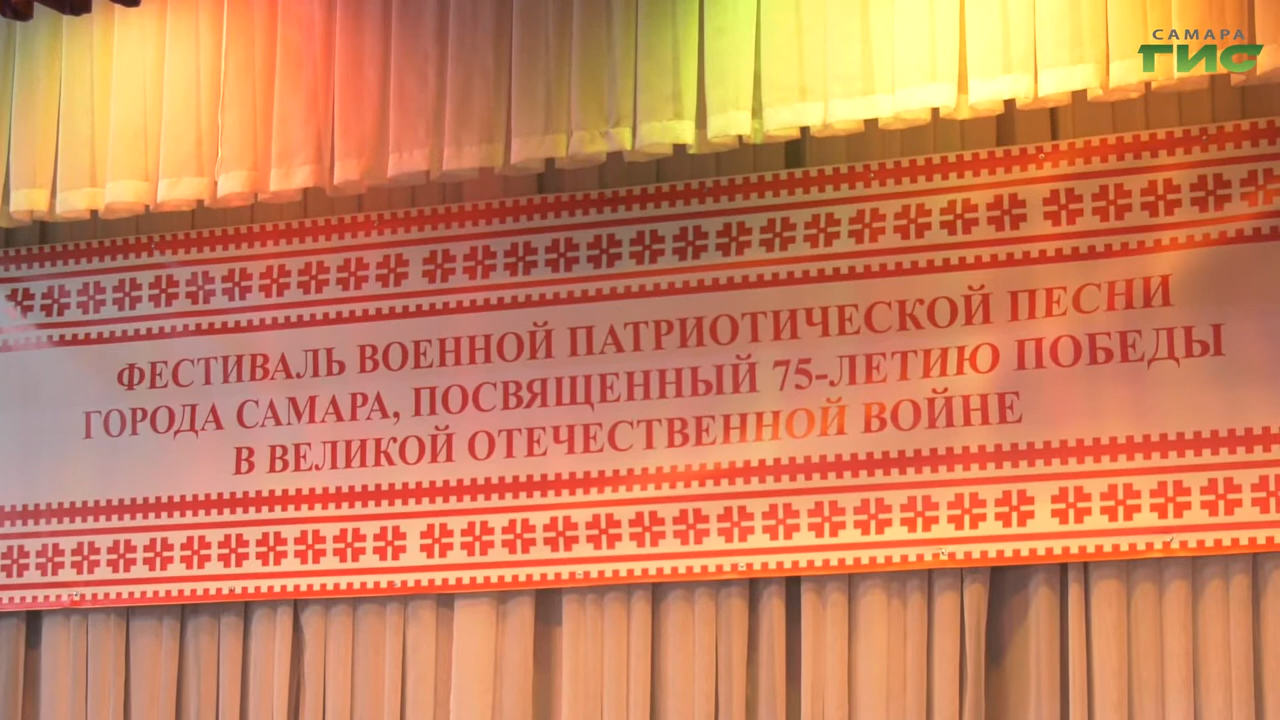 САМАРА
ГИС
ФЕСТИВАЛЬ ВОЕННОЙ ПАТРИОТИЧЕСКОЙ ПЕСНИ
ГОРОДА САМАРА, ПОСВЯЩЕННЫЙ 75-ЛЕТИЮ ПОБЕДЫ
В ВЕЛИКОЙ ОТЕЧЕСТВЕННОЙ ВОЙНЕ